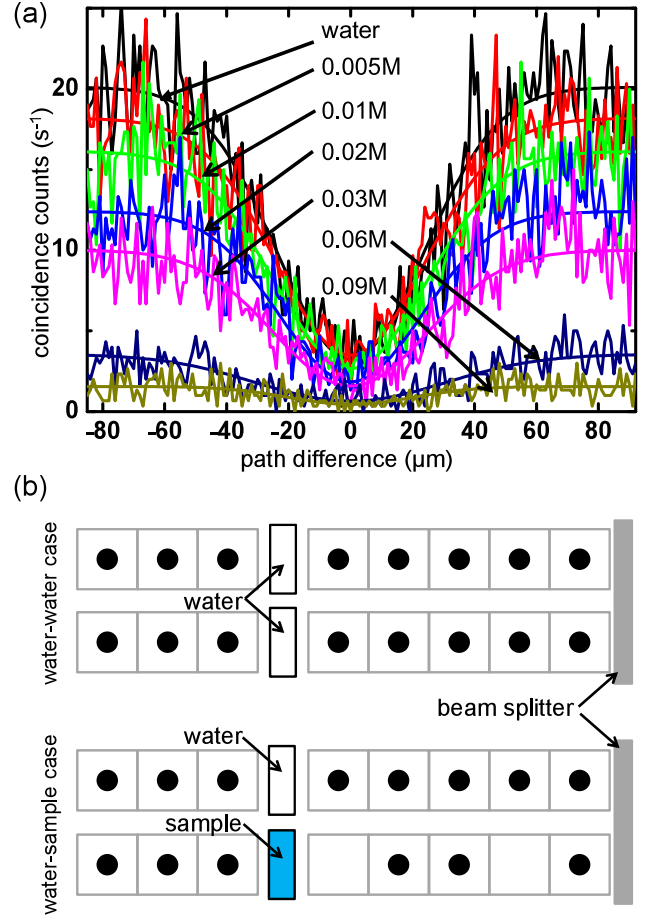 (a)
water
0.005M
0.01M
0.02M
0.03M
0.06M
0.09M
coincidence counts (s⁻¹)
20
10
0
−80 −60 −40 −20 0 20 40 60 80
path difference (µm)
(b)
water-water case
water
beam splitter
water-sample case
water
sample